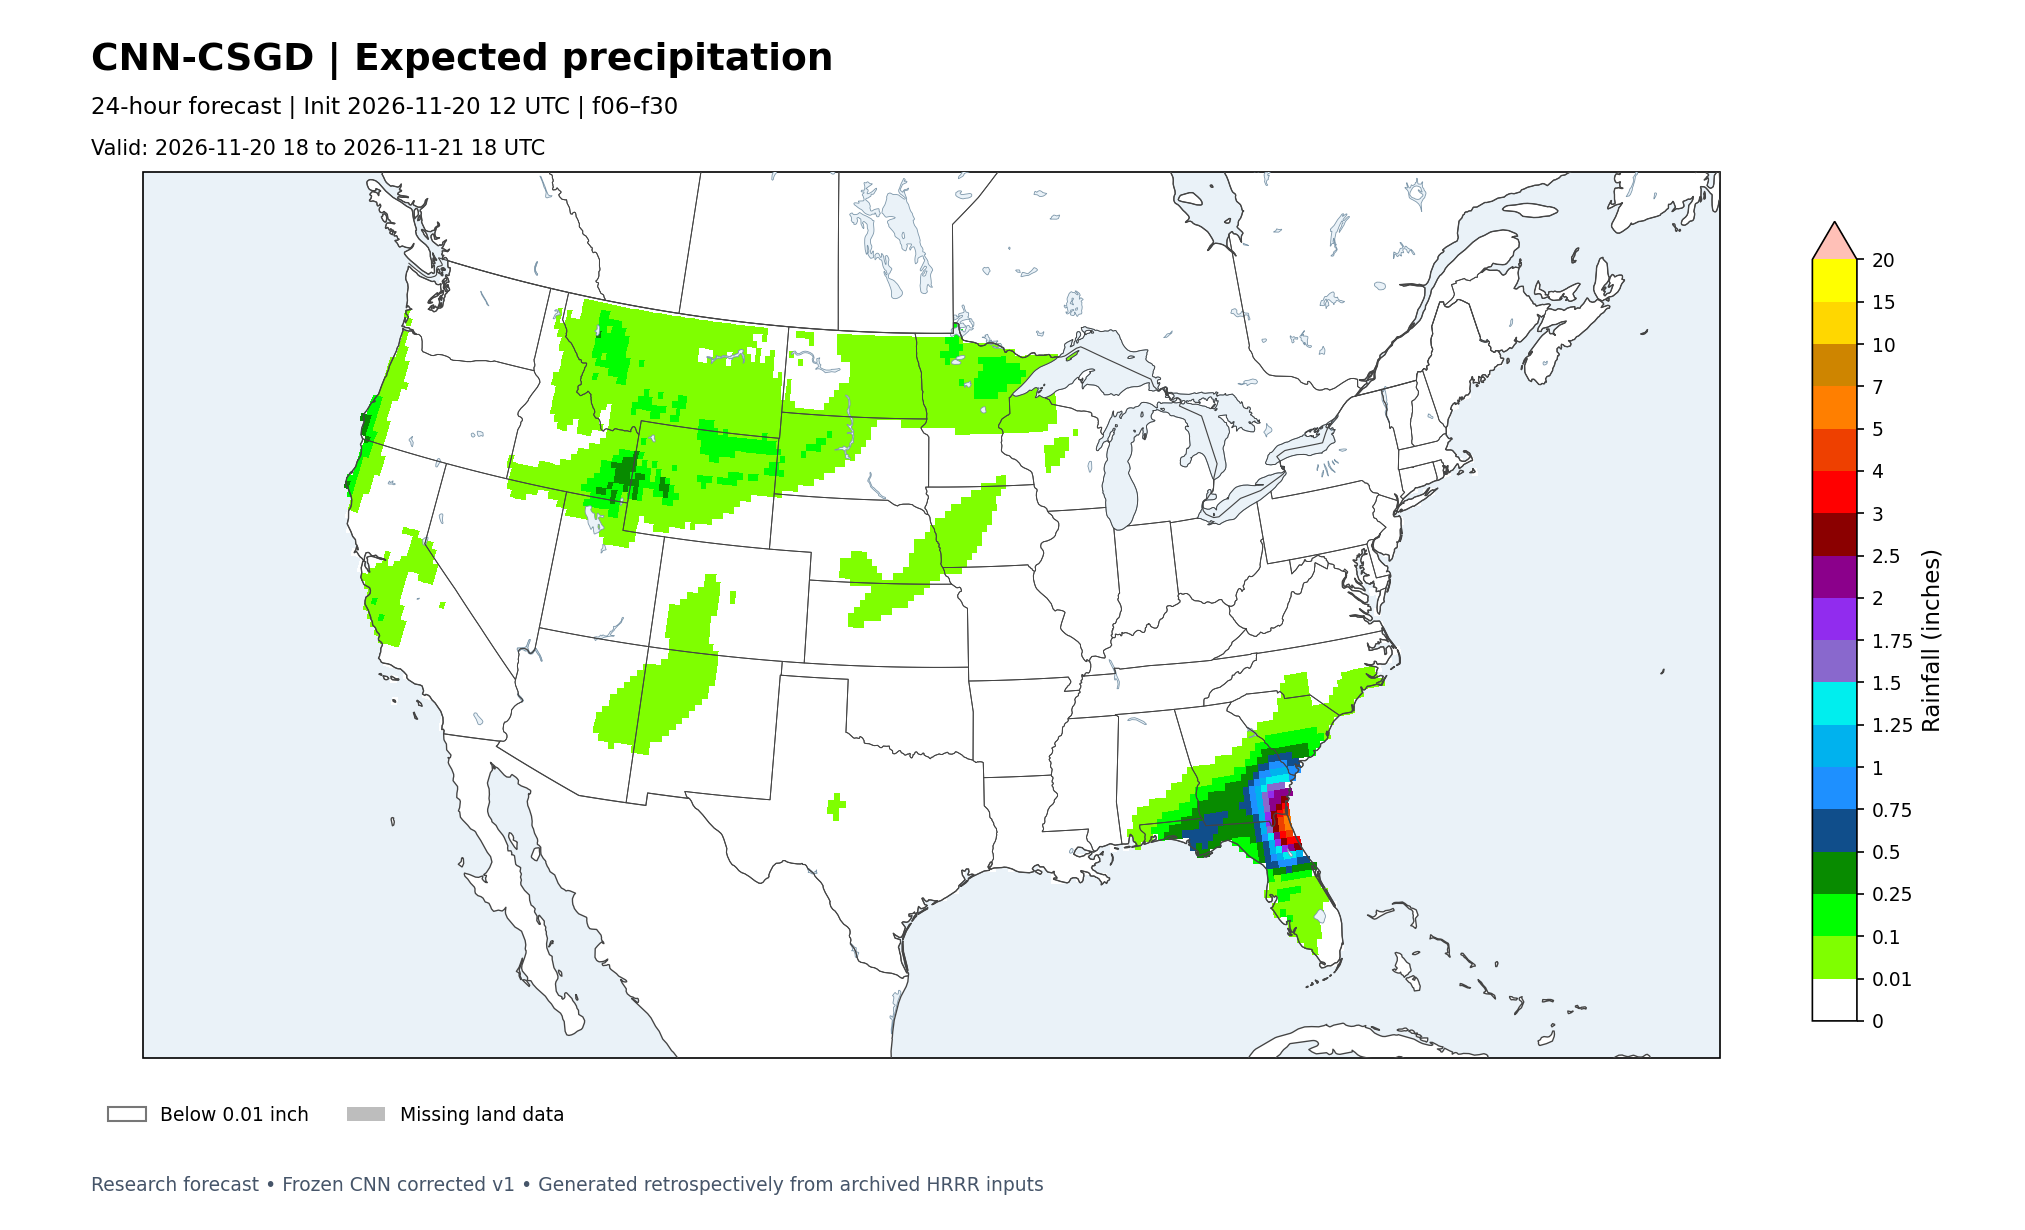 CNN-CSGD | Expected precipitation
24-hour forecast | Init 2026-11-20 12 UTC | f06–f30
Valid: 2026-11-20 18 to 2026-11-21 18 UTC
20
15
10
7
5
4
3
2.5
2
1.75
1.5
1.25
1
0.75
0.5
0.25
0.1
0.01
0
Rainfall (inches)
Below 0.01 inch
Missing land data
Research forecast • Frozen CNN corrected v1 • Generated retrospectively from archived HRRR inputs